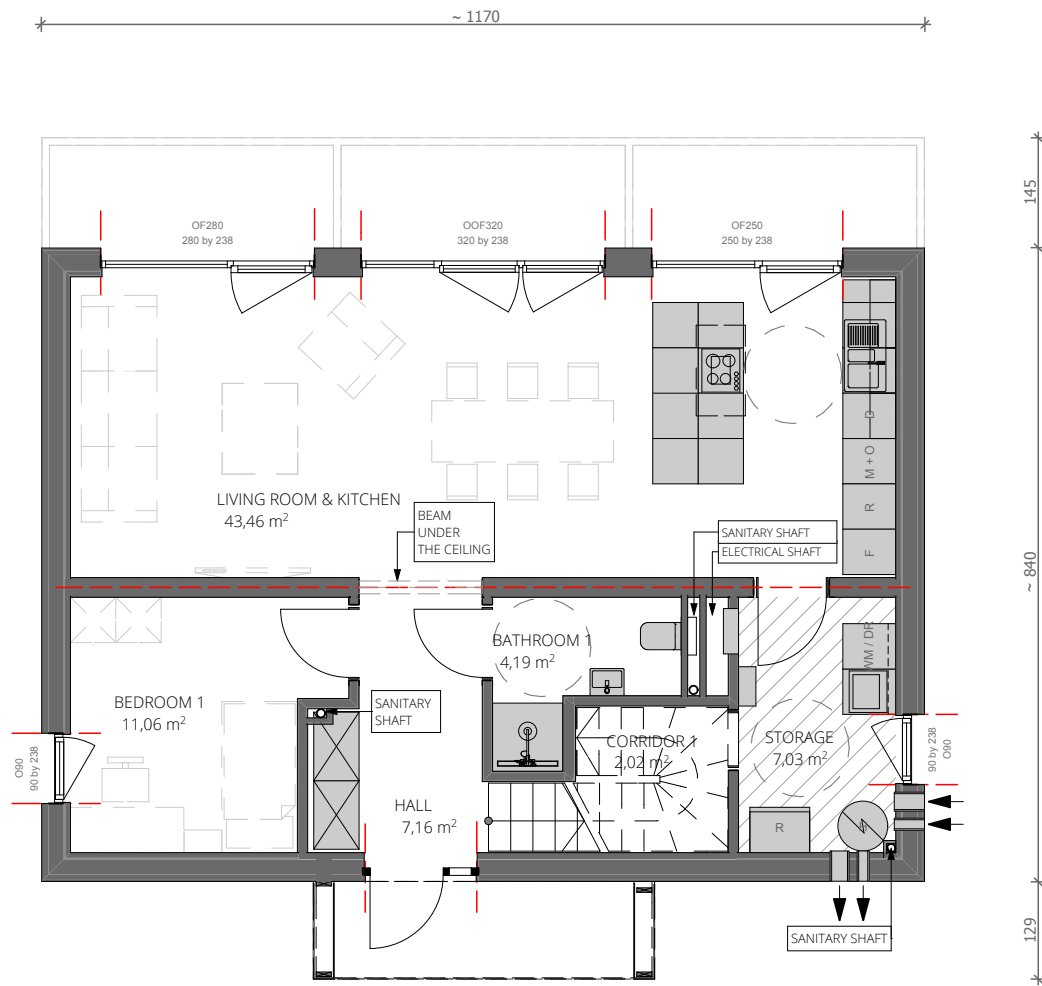 ~ 1170
145
OF280
280 by 238
OOF320
320 by 238
OF250
250 by 238
D
M + O
R
F
LIVING ROOM & KITCHEN
43,46 m²
BEAM
UNDER
THE CEILING
SANITARY SHAFT
ELECTRICAL SHAFT
~ 840
BATHROOM 1
4,19 m²
WM / DR
BEDROOM 1
11,06 m²
SANITARY
SHAFT
CORRIDOR 1
2,02 m²
STORAGE
7,03 m²
O90
90 by 238
90 by 238
O90
HALL
7,16 m²
R
SANITARY SHAFT
129